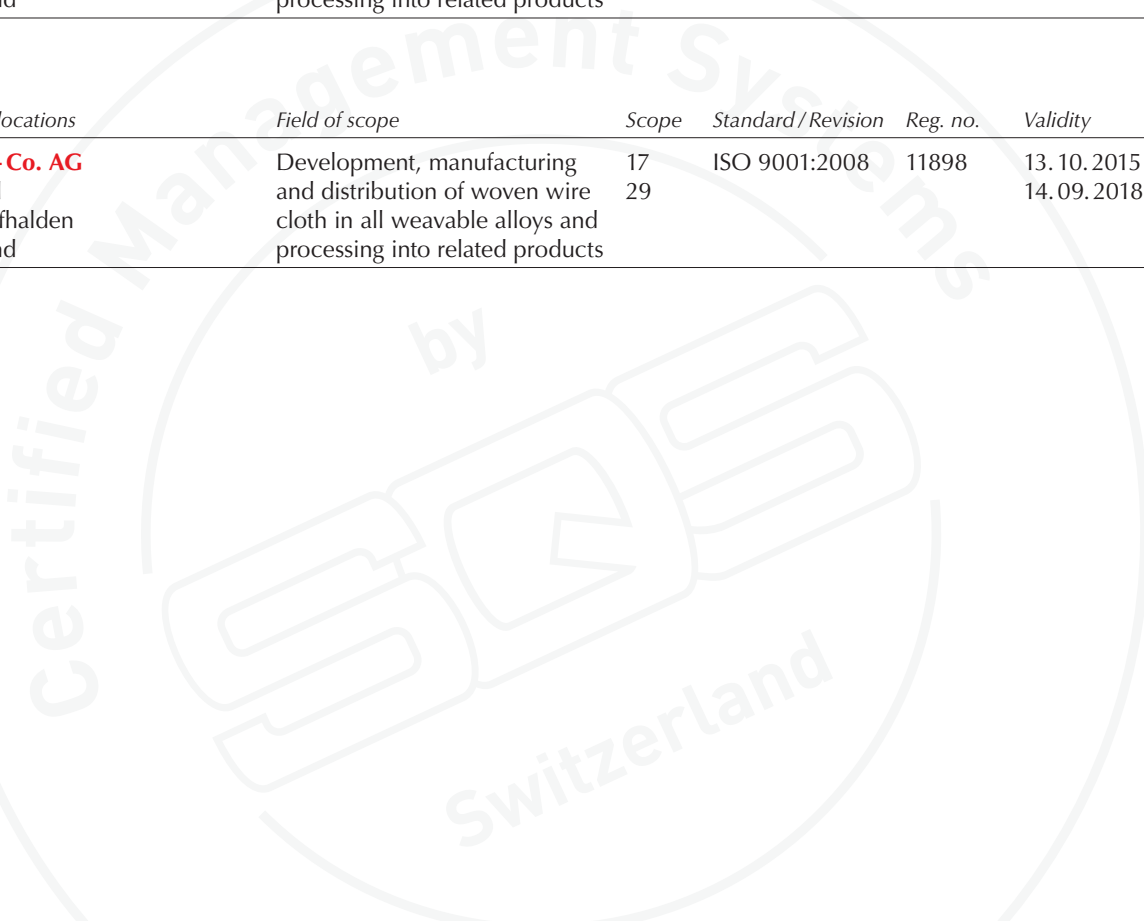 processing into related products
locations Field of scope Scope Standard / Revision Reg. no. Validity
Co. AG Development, manufacturing 17 ISO 9001:2008 11898 13. 10. 2015
and distribution of woven wire 29 14. 09. 2018
fhalden cloth in all weavable alloys and
processing into related products
Certified Management Systems
by
SQS
Switzerland